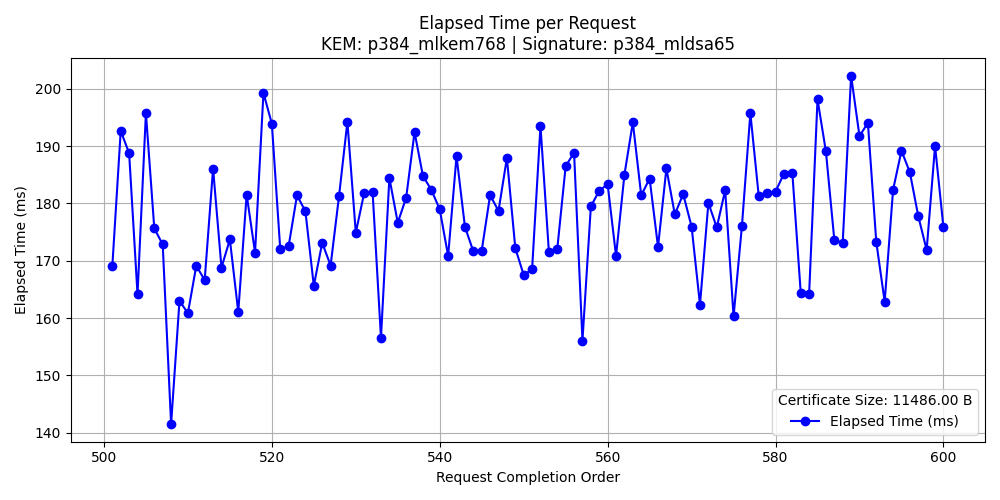 Elapsed Time per Request
KEM: p384_mlkem768 | Signature: p384_mldsa65
Elapsed Time (ms)
200
190
180
170
160
150
140
500
520
540
560
580
600
Request Completion Order
Certificate Size: 11486.00 B
Elapsed Time (ms)